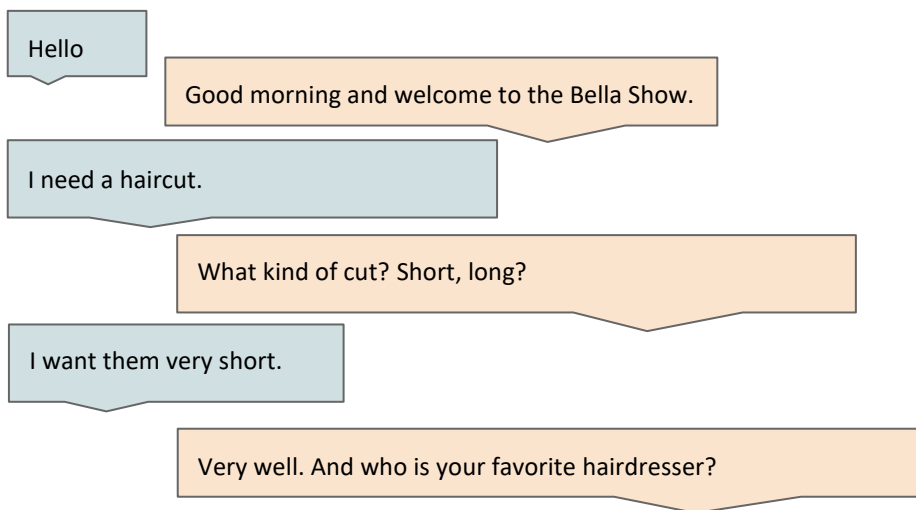 Hello
Good morning and welcome to the Bella Show.
I need a haircut.
What kind of cut? Short, long?
I want them very short.
Very well. And who is your favorite hairdresser?